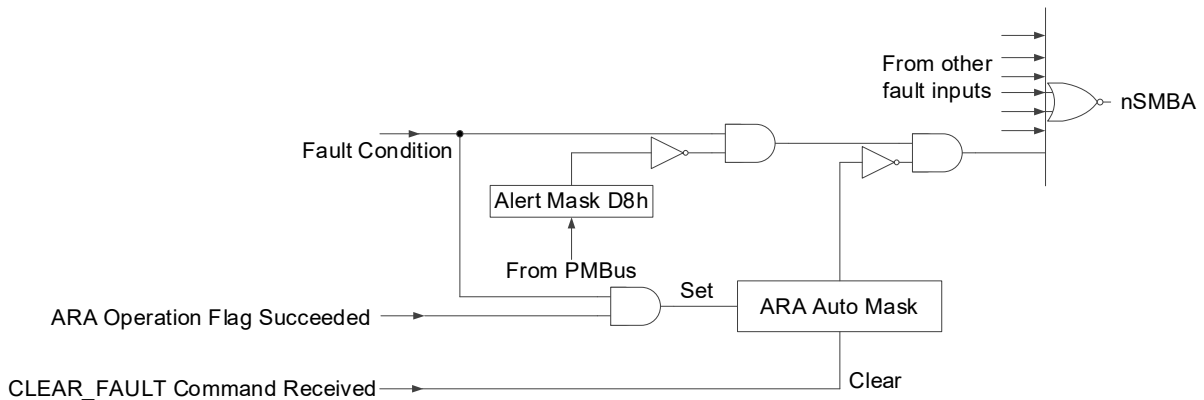 From other
fault inputs
nSMBA
Fault Condition
Alert Mask D8h
From PMBus
Set
ARA Auto Mask
ARA Operation Flag Succeeded
CLEAR_FAULT Command Received
Clear